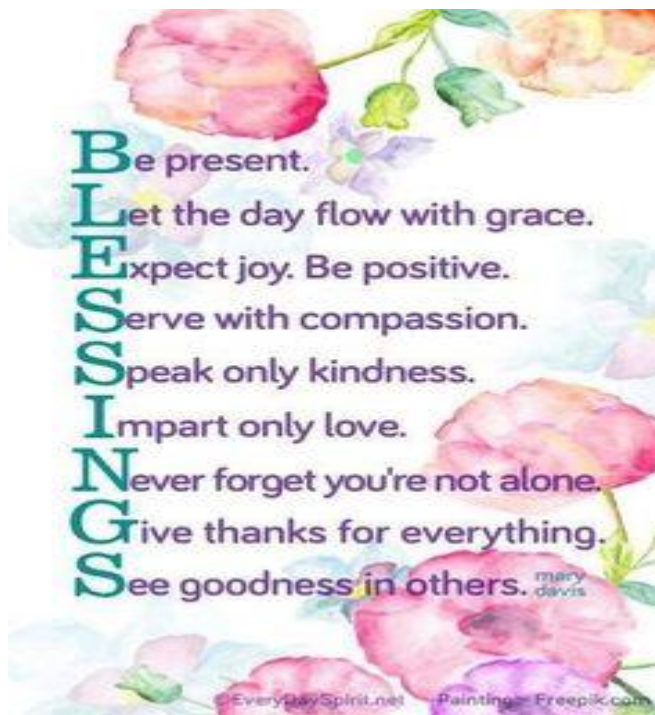 Be present.
Let the day flow with grace.
Expect joy. Be positive.
Serve with compassion.
Speak only kindness.
Impart only love.
Never forget you're not alone.
Give thanks for everything.
See goodness in others. mary davis
©EveryDaySpirit.net Painting - Freepik.com